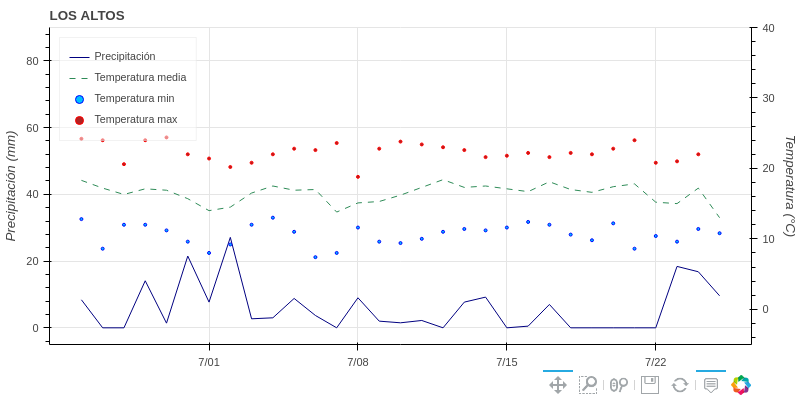 LOS ALTOS
Precipitación
Temperatura media
Temperatura min
Temperatura max
Precipitación (mm)
80
60
40
20
0
40
30
20
10
0
Temperatura (°C)
7/01
7/08
7/15
7/22